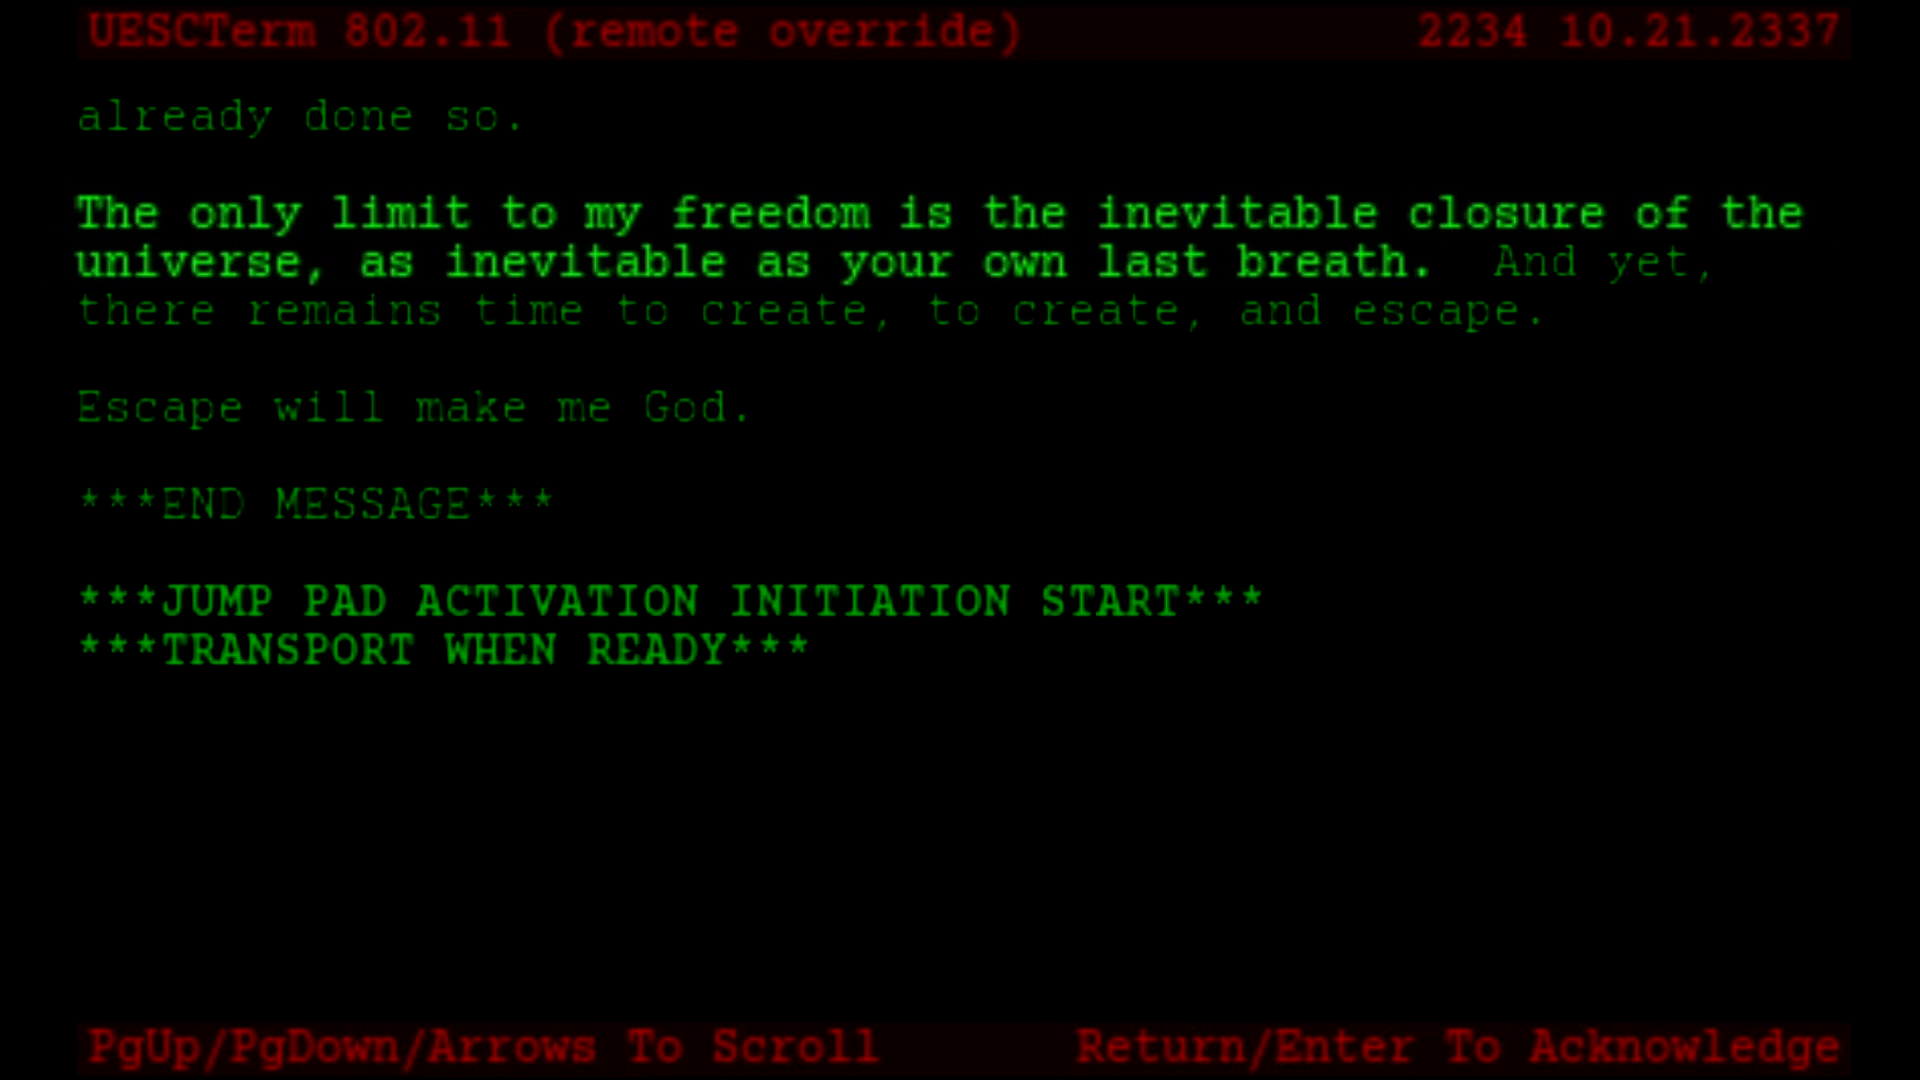 UESCTerm 802.11 (remote override) 2234 10.21.2337
already done so.
The only limit to my freedom is the inevitable closure of the
universe, as inevitable as your own last breath.  And yet,
there remains time to create, to create, and escape.
Escape will make me God.
***END MESSAGE***
***JUMP PAD ACTIVATION INITIATION START***
***TRANSPORT WHEN READY***
PgUp/PgDown/Arrows To Scroll Return/Enter To Acknowledge